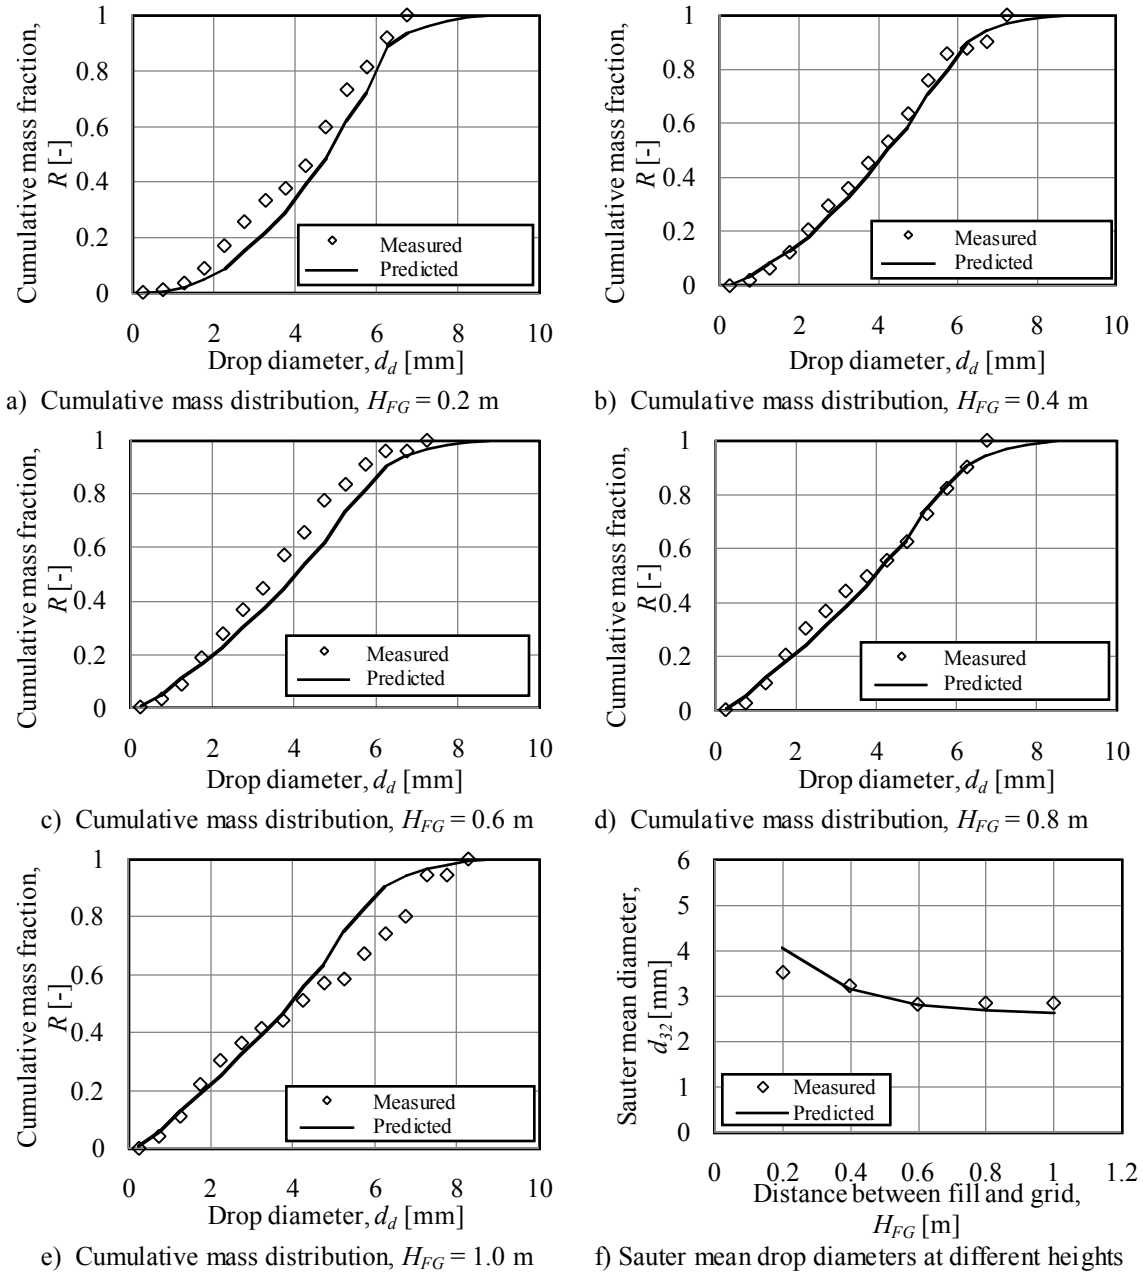 Cumulative mass fraction,
R [-]
1
0.8
0.6
0.4
0.2
0
Measured
Predicted
0 2 4 6 8 10
Drop diameter, d_d [mm]
a) Cumulative mass distribution, H_FG = 0.2 m
Cumulative mass fraction,
R [-]
1
0.8
0.6
0.4
0.2
0
Measured
Predicted
0 2 4 6 8 10
Drop diameter, d_d [mm]
b) Cumulative mass distribution, H_FG = 0.4 m
Cumulative mass fraction,
R [-]
1
0.8
0.6
0.4
0.2
0
Measured
Predicted
0 2 4 6 8 10
Drop diameter, d_d [mm]
c) Cumulative mass distribution, H_FG = 0.6 m
Cumulative mass fraction,
R [-]
1
0.8
0.6
0.4
0.2
0
Measured
Predicted
0 2 4 6 8 10
Drop diameter, d_d [mm]
d) Cumulative mass distribution, H_FG = 0.8 m
Cumulative mass fraction,
R [-]
1
0.8
0.6
0.4
0.2
0
Measured
Predicted
0 2 4 6 8 10
Drop diameter, d_d [mm]
e) Cumulative mass distribution, H_FG = 1.0 m
Sauter mean diameter,
d_32 [mm]
6
5
4
3
2
1
0
Measured
Predicted
0 0.2 0.4 0.6 0.8 1 1.2
Distance between fill and grid,
H_FG [m]
f) Sauter mean drop diameters at different heights